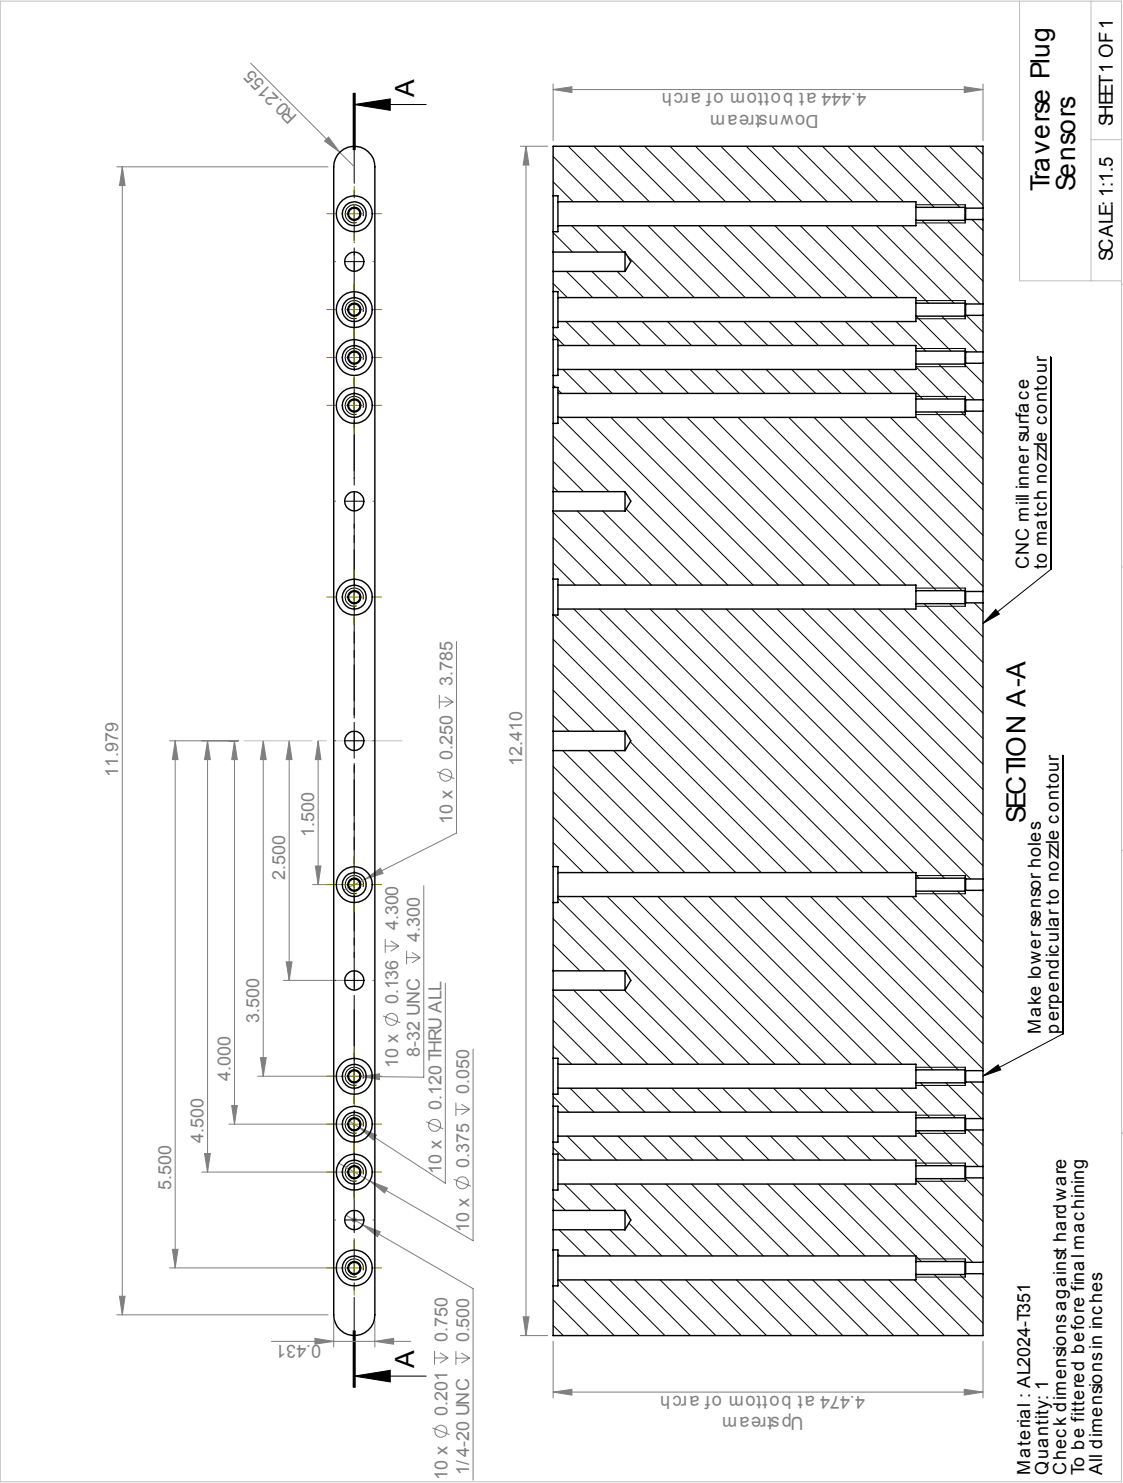 R0.2155
A
11.979
5.500
4.500
4.000
3.500
2.500
1.500
0.431
A
10 x Ø 0.250 ↧ 3.785
10 x Ø 0.136 ↧ 4.300
8-32 UNC ↧ 4.300
10 x Ø 0.120 THRU ALL
10 x Ø 0.375 ↧ 0.050
10 x Ø 0.201 ↧ 0.750
1/4-20 UNC ↧ 0.500
12.410
Upstream
4.474 at bottom of arch
Downstream
4.444 at bottom of arch
SECTION A-A
Make lower sensor holes
perpendicular to nozzle contour
CNC mill inner surface
to match nozzle contour
Material : AL2024-T351
Quantity: 1
Check dimensions against hardware
To be fittered before final machining
All dimensions in inches
Traverse Plug
Sensors
SCALE: 1:1.5
SHEET 1 OF 1